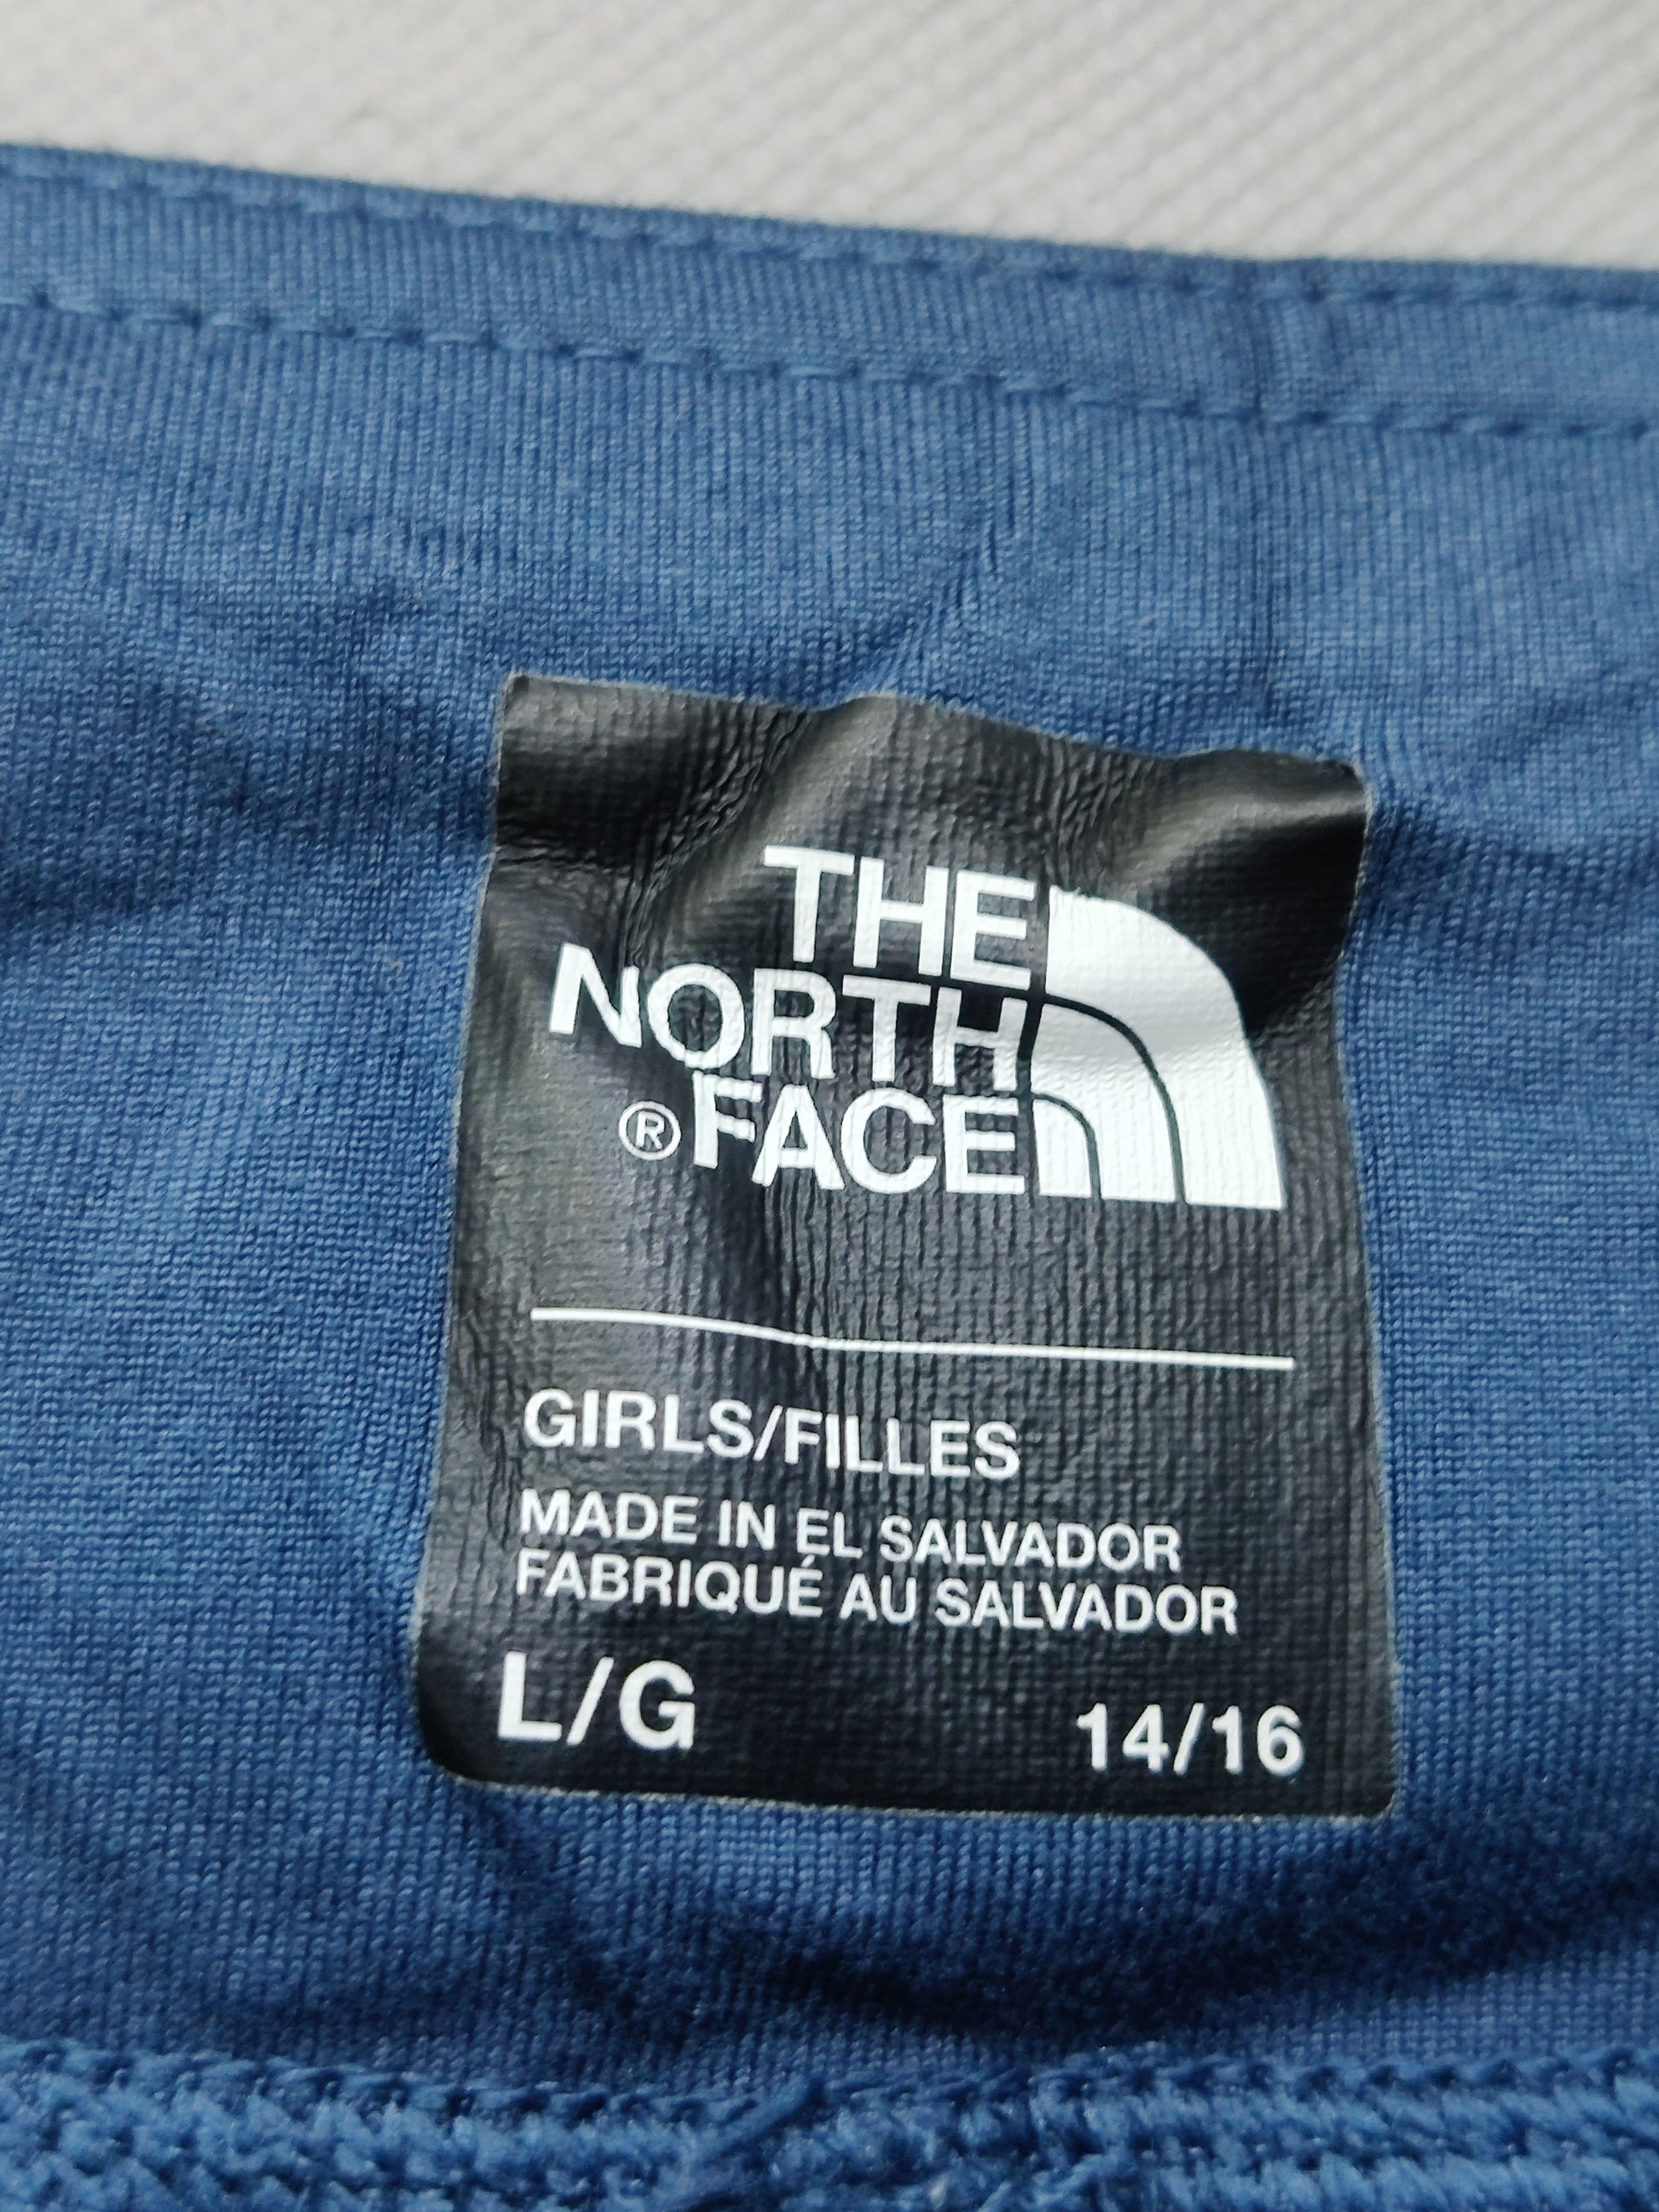 THE
NORTH
® FACE
GIRLS/FILLES
MADE IN EL SALVADOR
FABRIQUÉ AU SALVADOR
L/G 14/16